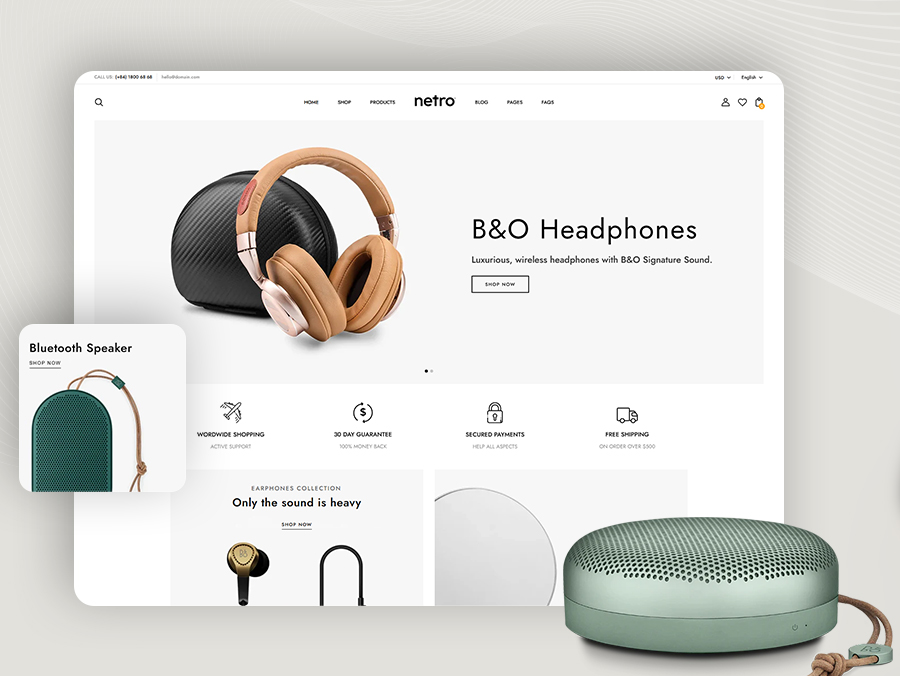 CALL US: (+84) 1800 68 68
hello@domain.com
USD
English
HOME SHOP PRODUCTS netro BLOG PAGES FAQS
B&O Headphones
Luxurious, wireless headphones with B&O Signature Sound.
SHOP NOW
Bluetooth Speaker
SHOP NOW
WORDWIDE SHOPPING
ACTIVE SUPPORT
30 DAY GUARANTEE
100% MONEY BACK
SECURED PAYMENTS
HELP ALL ASPECTS
FREE SHIPPING
ON ORDER OVER $500
EARPHONES COLLECTION
Only the sound is heavy
SHOP NOW
B&O